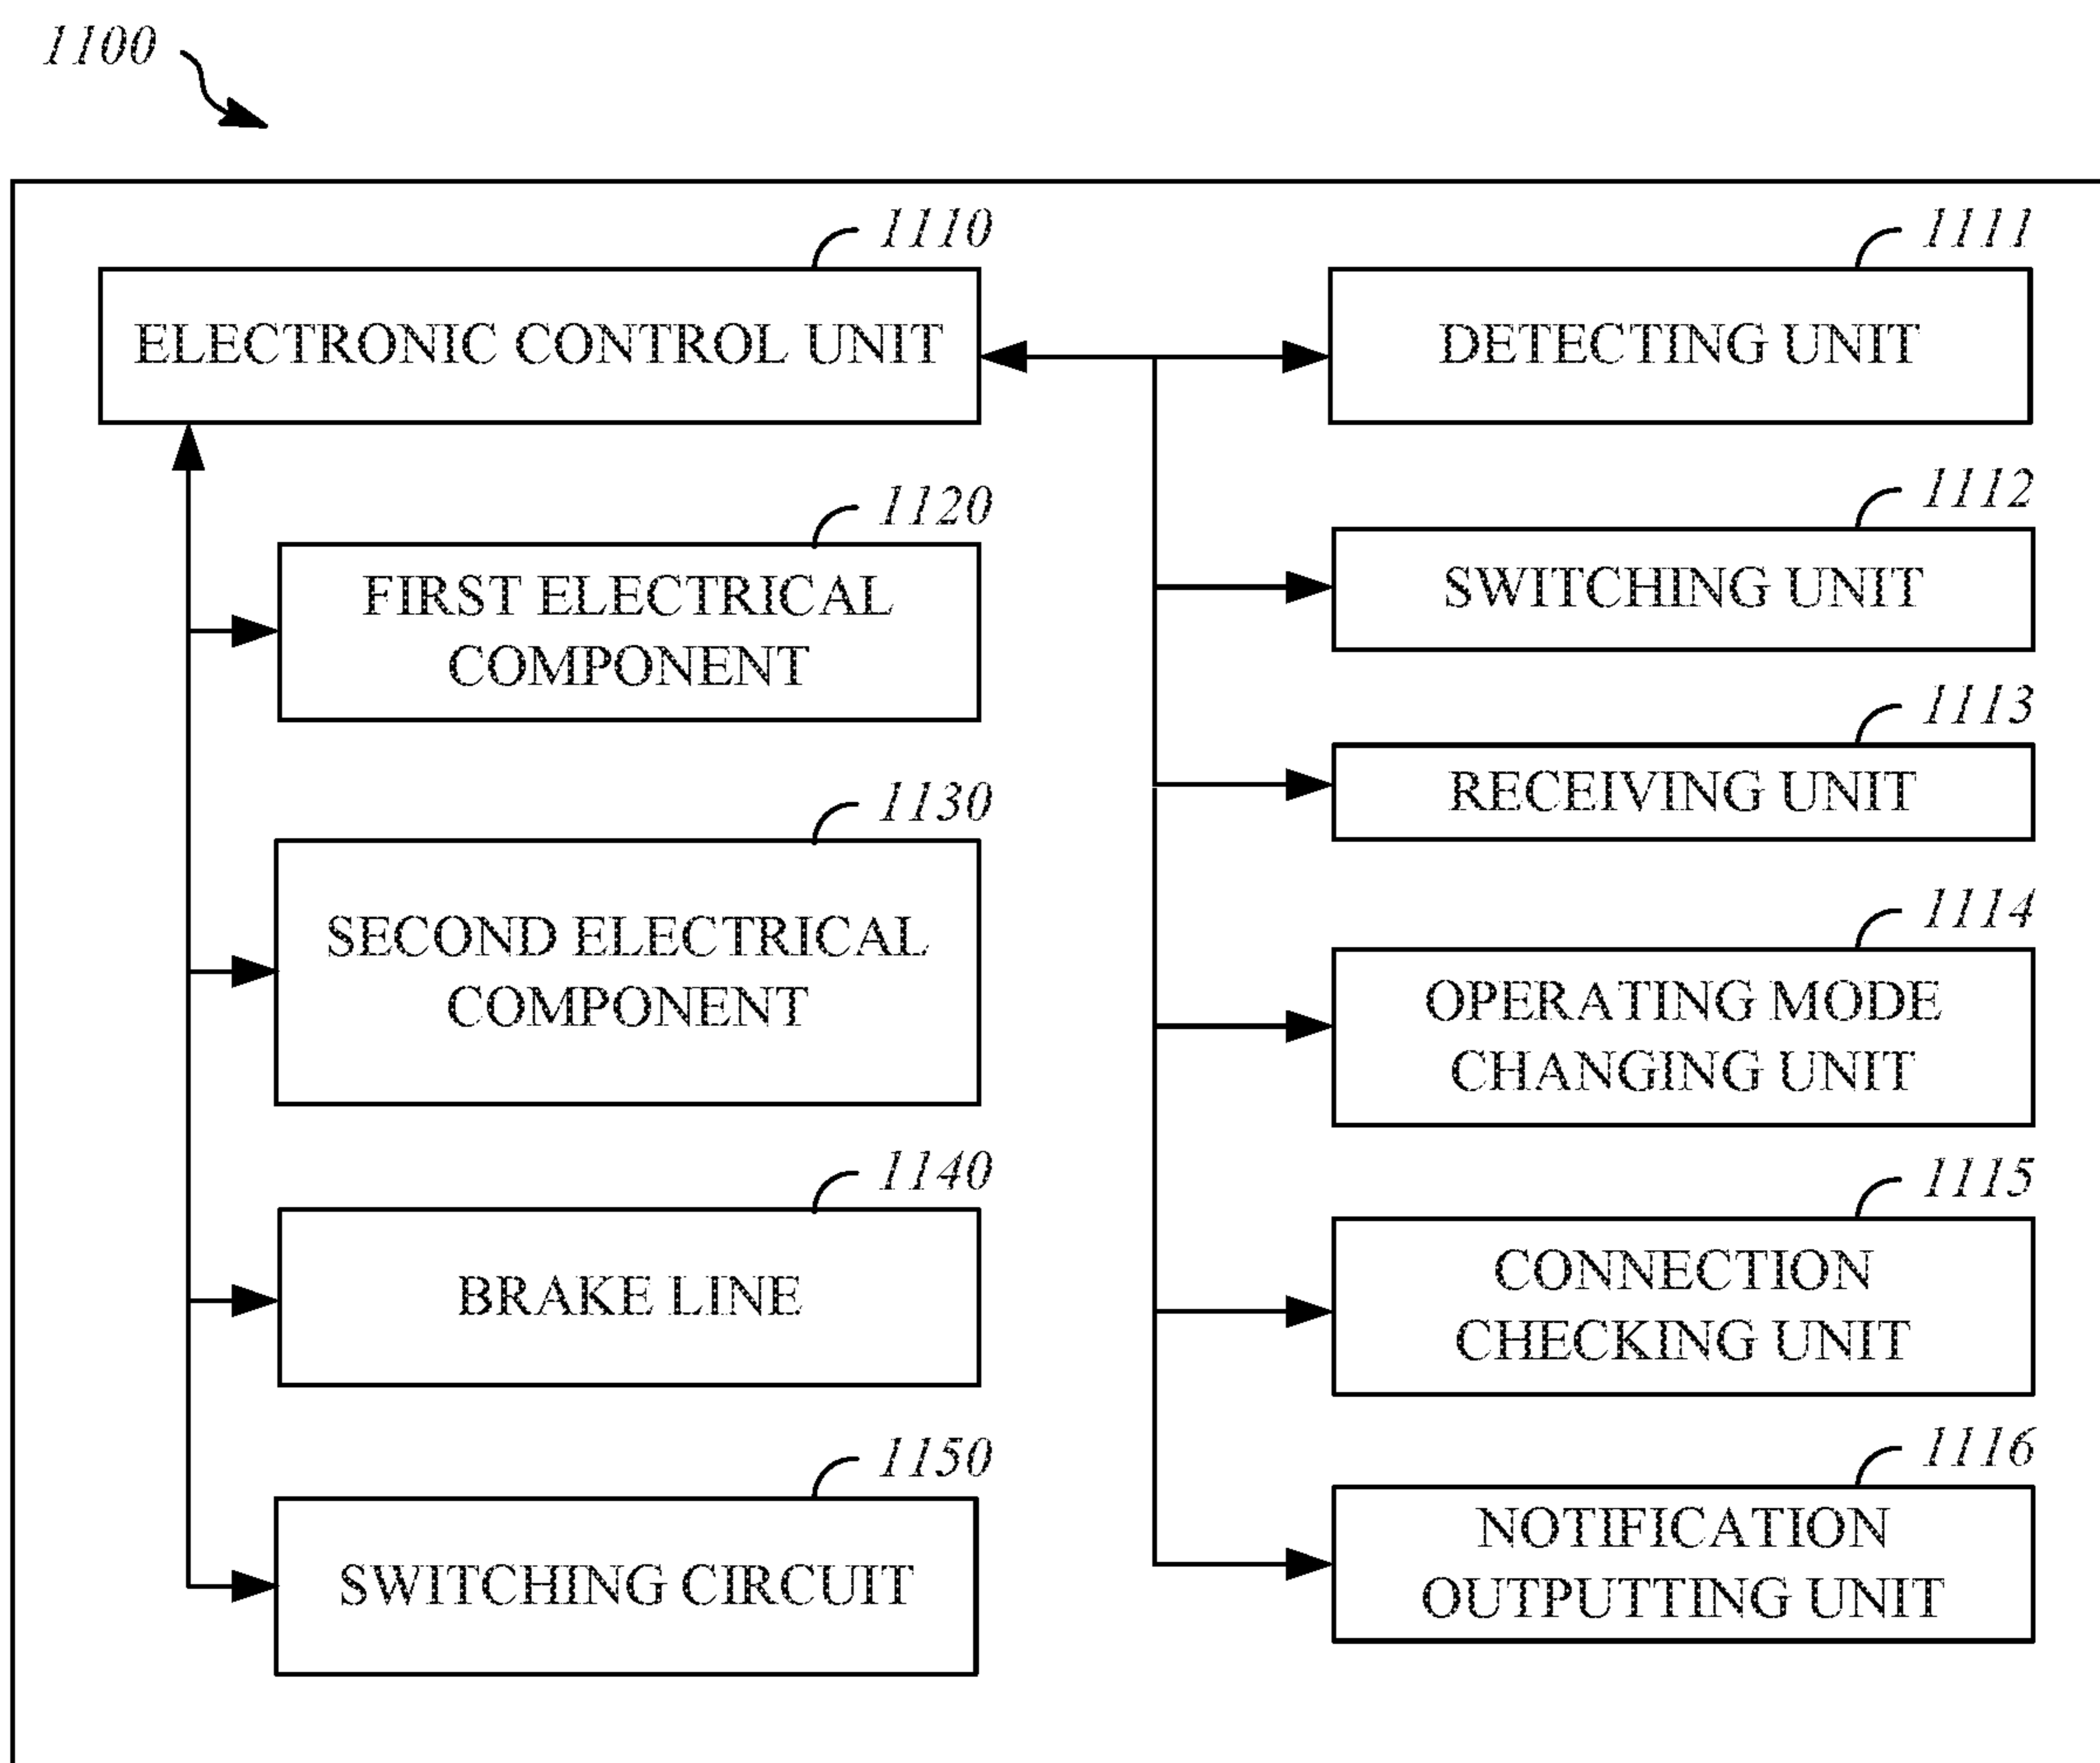 1100
1110
ELECTRONIC CONTROL UNIT
1120
FIRST ELECTRICAL
COMPONENT
1130
SECOND ELECTRICAL
COMPONENT
1140
BRAKE LINE
1150
SWITCHING CIRCUIT
1111
DETECTING UNIT
1112
SWITCHING UNIT
1113
RECEIVING UNIT
1114
OPERATING MODE
CHANGING UNIT
1115
CONNECTION
CHECKING UNIT
1116
NOTIFICATION
OUTPUTTING UNIT